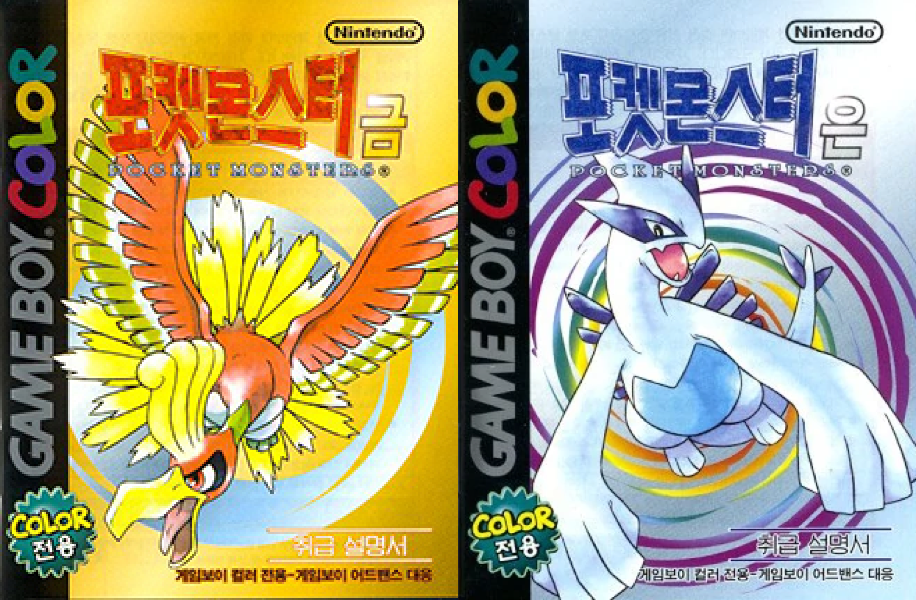 Nintendo®
포켓몬스터 금
POCKET MONSTERS®
GAME BOY® COLOR
COLOR
전용
취급 설명서
게임보이 컬러 전용-게임보이 어드밴스 대응
Nintendo®
포켓몬스터 은
POCKET MONSTERS®
GAME BOY® COLOR
COLOR
전용
취급 설명서
게임보이 컬러 전용-게임보이 어드밴스 대응